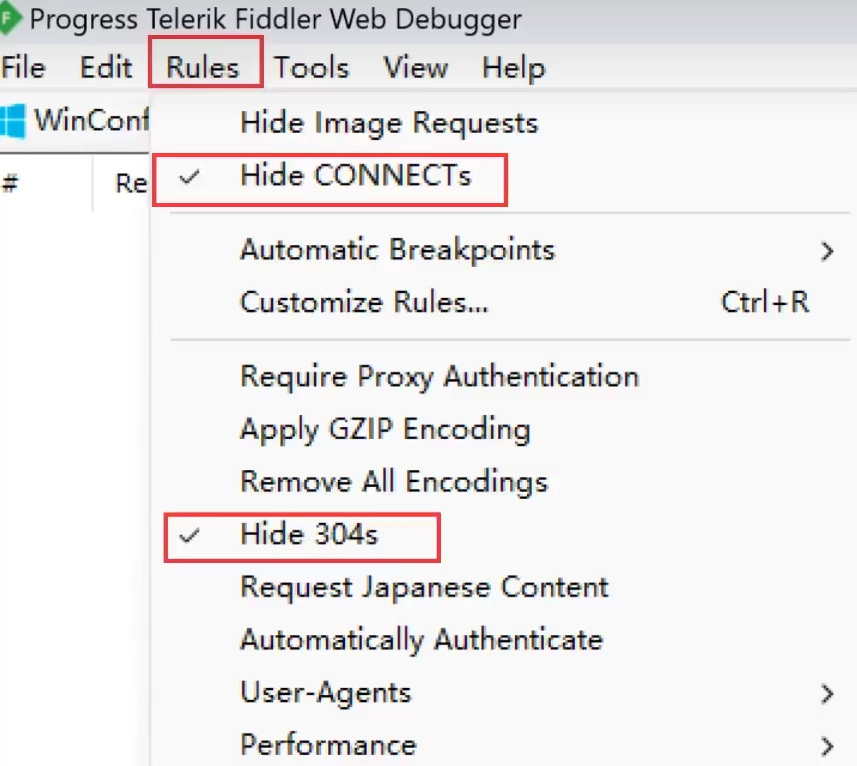 Progress Telerik Fiddler Web Debugger
File Edit Rules Tools View Help
WinConf
Hide Image Requests
# Re
Hide CONNECTs
Automatic Breakpoints
Customize Rules... Ctrl+R
Require Proxy Authentication
Apply GZIP Encoding
Remove All Encodings
Hide 304s
Request Japanese Content
Automatically Authenticate
User-Agents
Performance